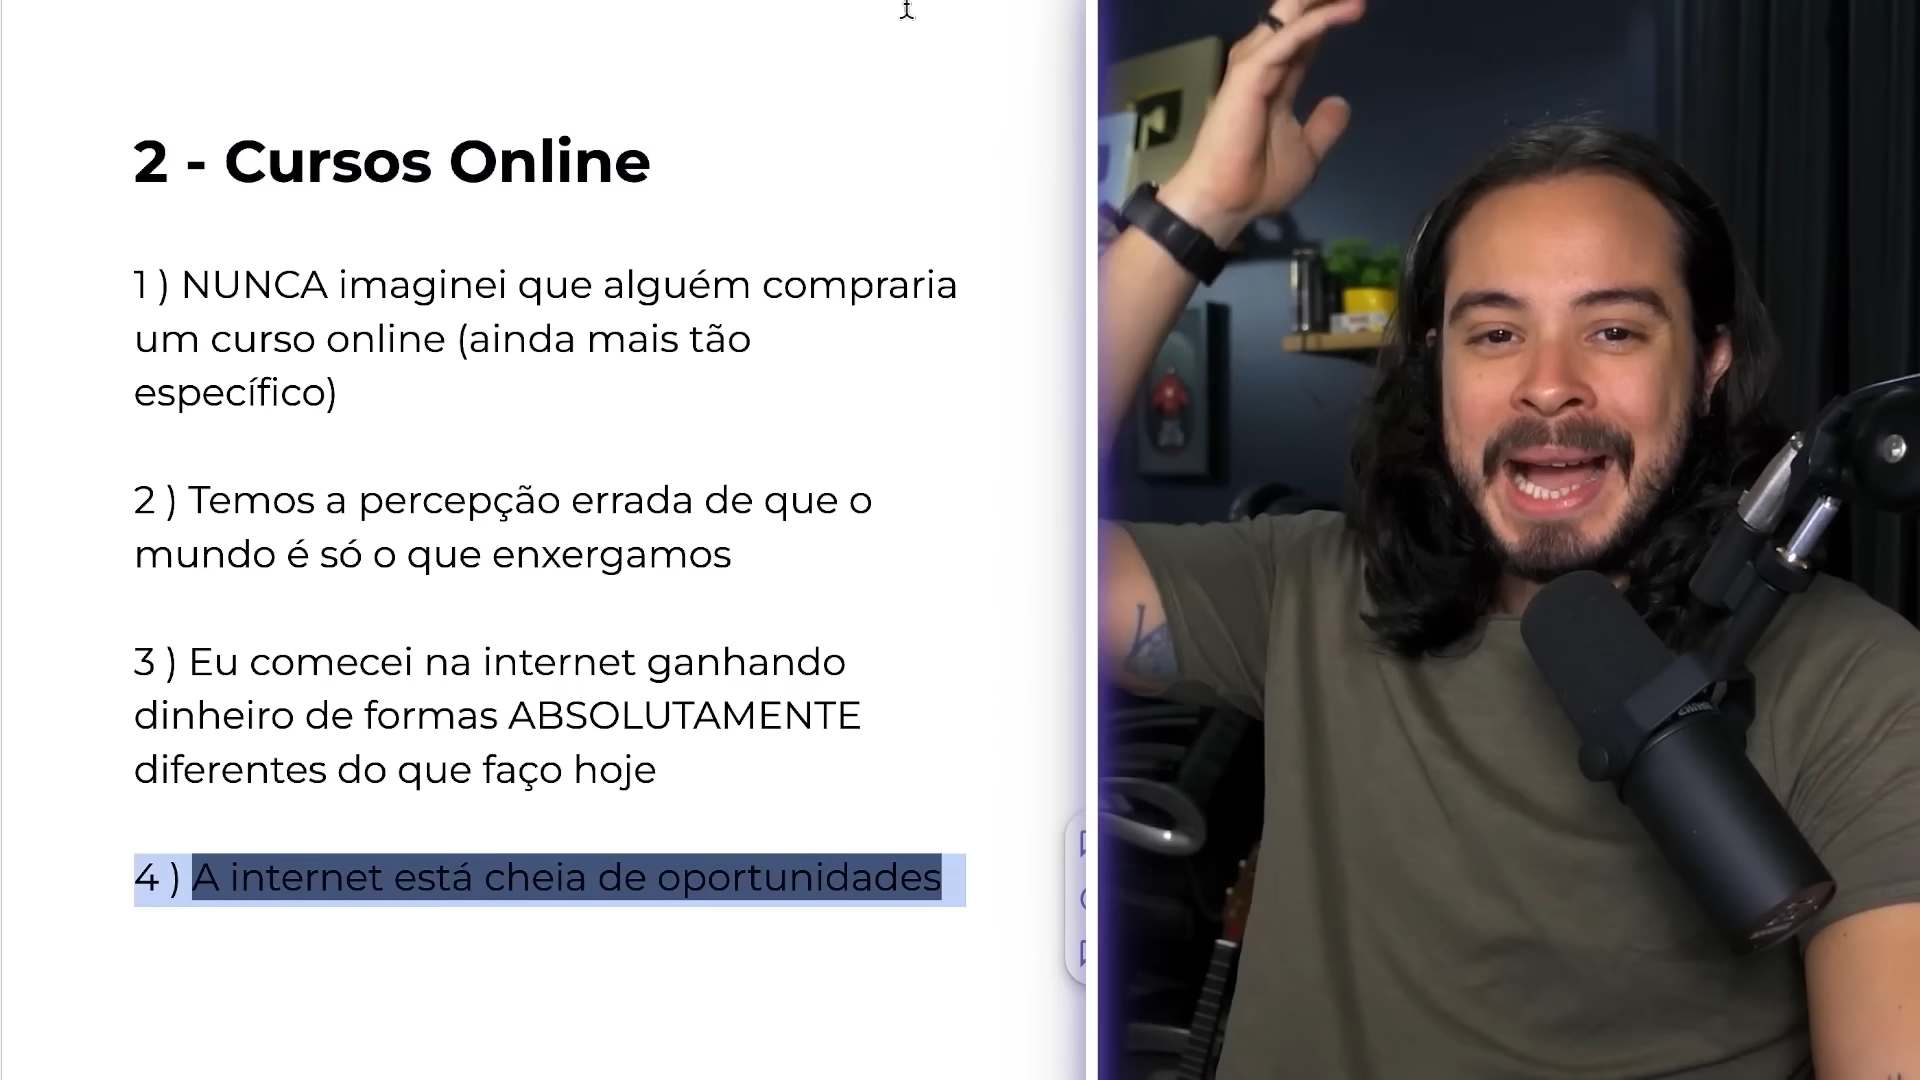 2 - Cursos Online
1 ) NUNCA imaginei que alguém compraria
um curso online (ainda mais tão
específico)
2 ) Temos a percepção errada de que o
mundo é só o que enxergamos
3 ) Eu comecei na internet ganhando
dinheiro de formas ABSOLUTAMENTE
diferentes do que faço hoje
4 ) A internet está cheia de oportunidades